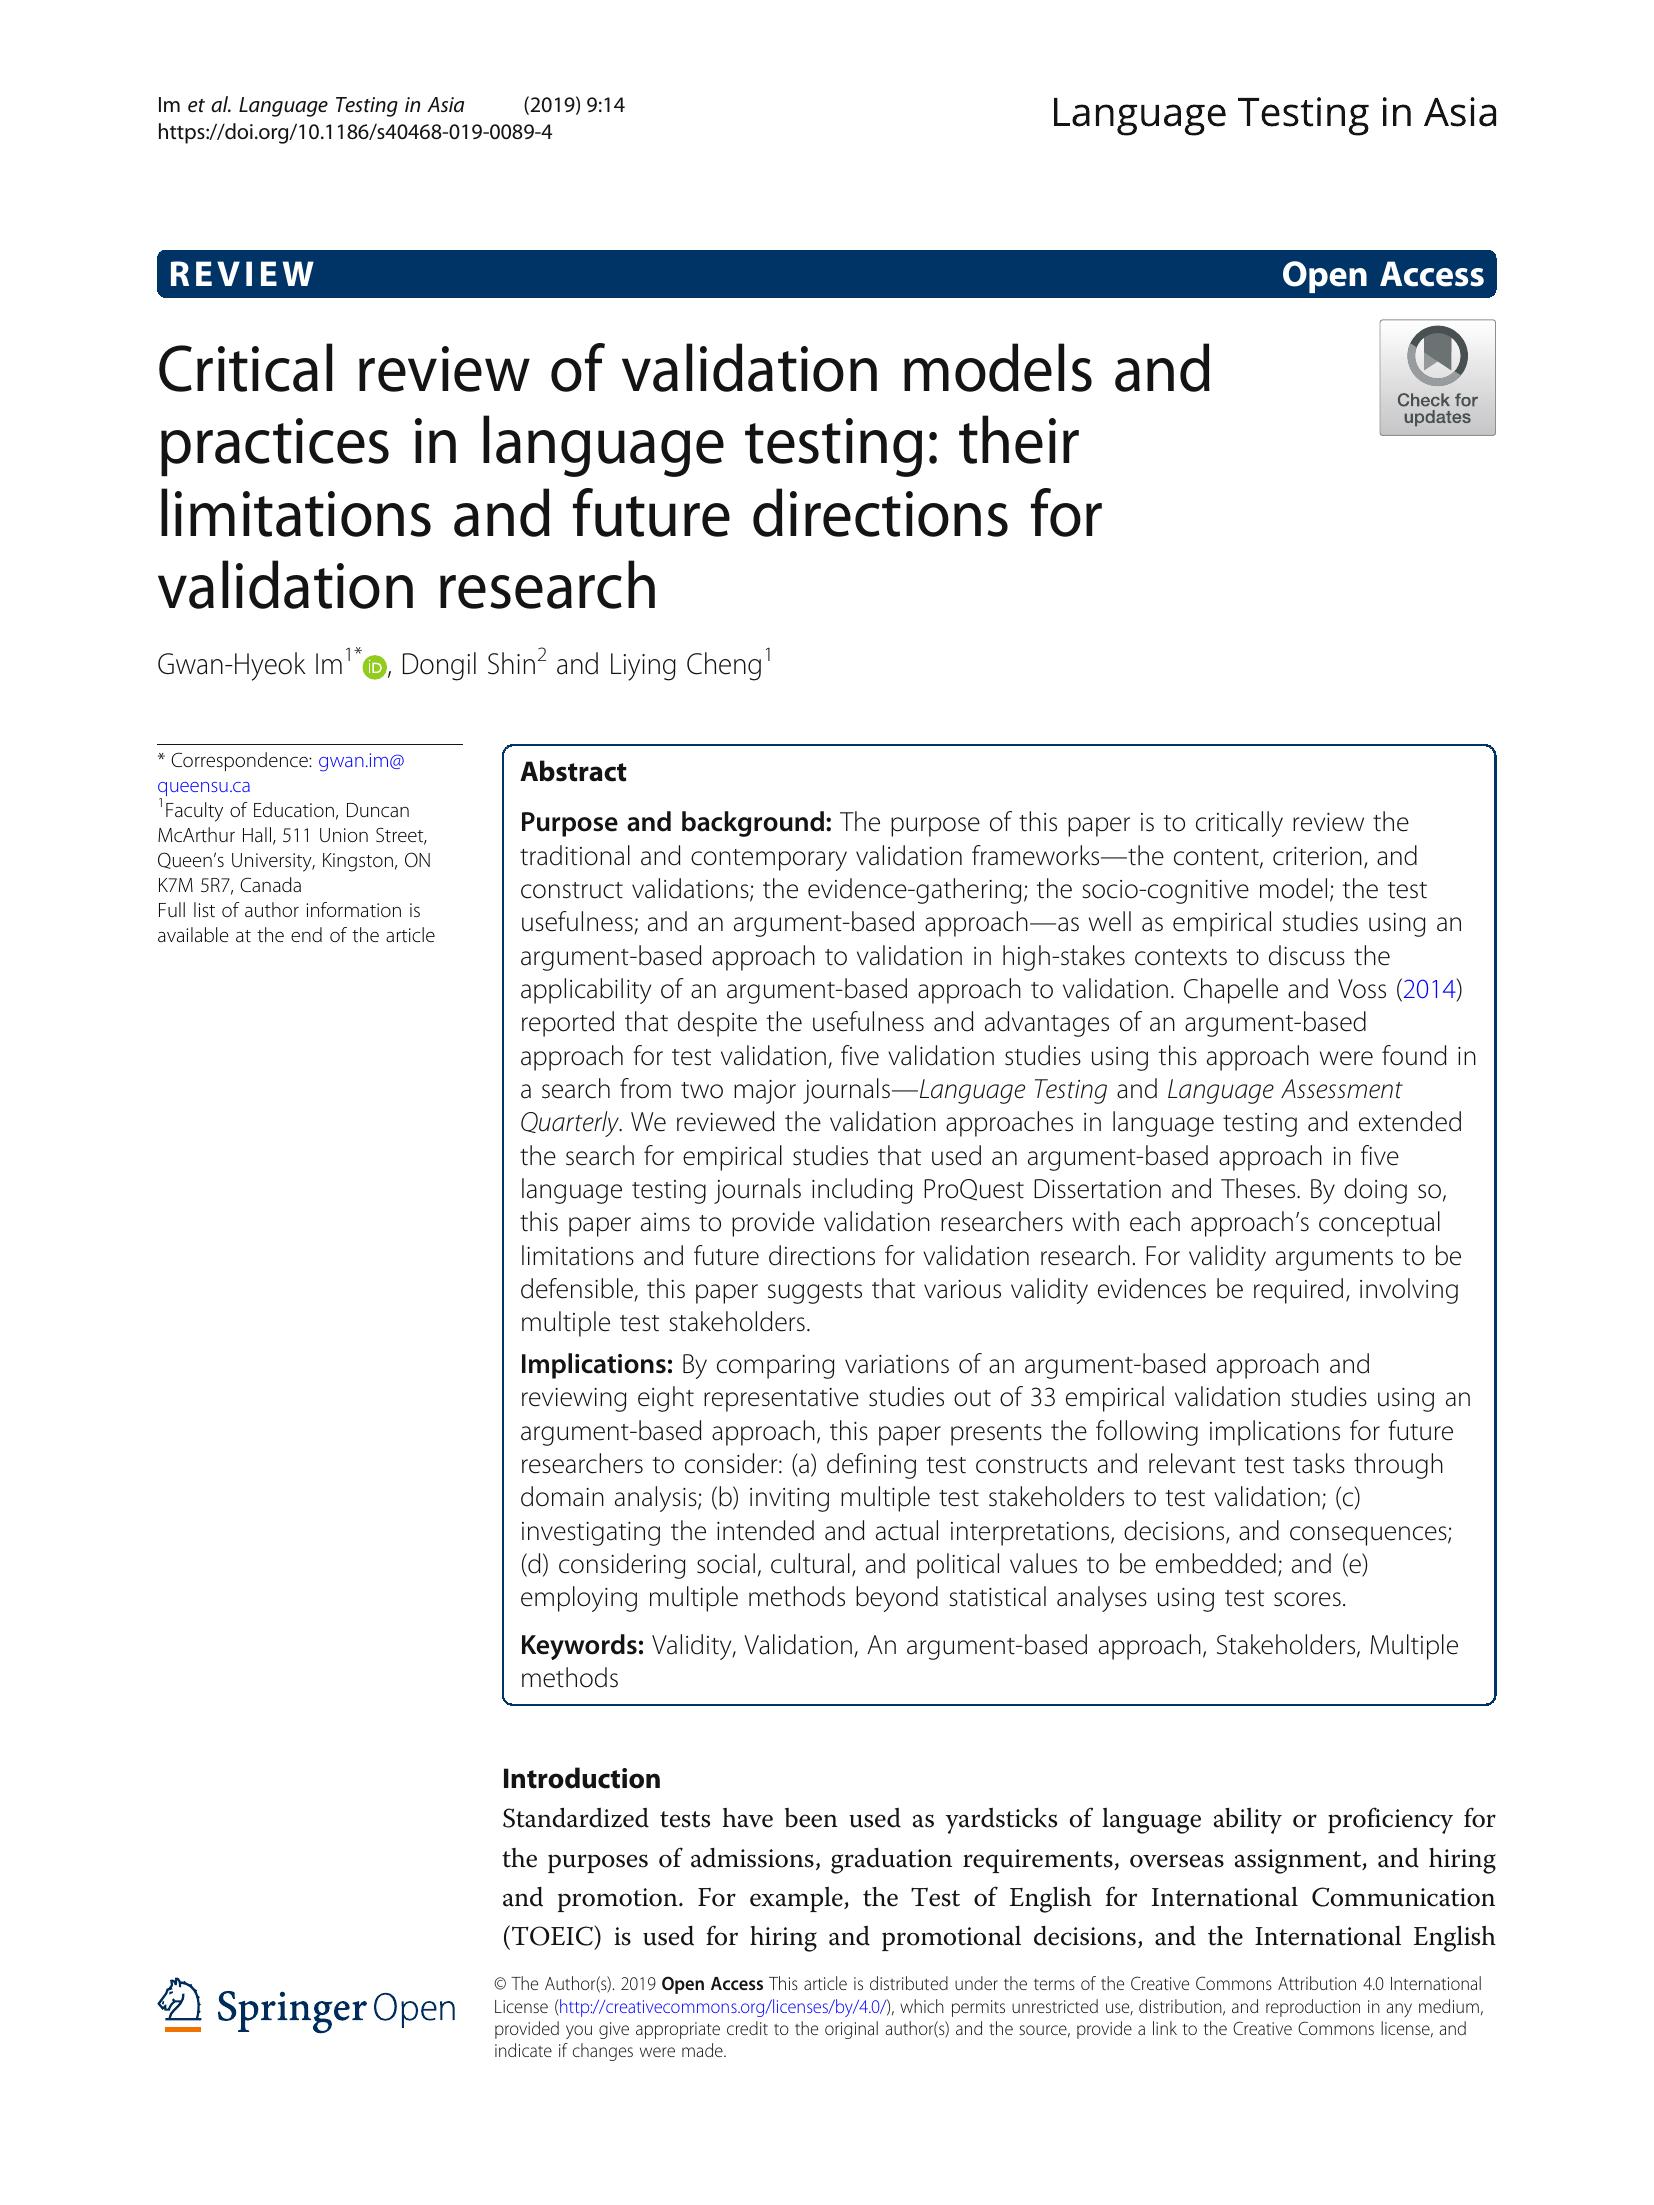 Im et al. Language Testing in Asia (2019) 9:14
https://doi.org/10.1186/s40468-019-0089-4
Language Testing in Asia
REVIEW Open Access
Critical review of validation models and
practices in language testing: their
limitations and future directions for
validation research
Check for
updates
Gwan-Hyeok Im1* iD, Dongil Shin2 and Liying Cheng1
* Correspondence: gwan.im@
queensu.ca
1Faculty of Education, Duncan
McArthur Hall, 511 Union Street,
Queen's University, Kingston, ON
K7M 5R7, Canada
Full list of author information is
available at the end of the article
Abstract
Purpose and background: The purpose of this paper is to critically review the
traditional and contemporary validation frameworks—the content, criterion, and
construct validations; the evidence-gathering; the socio-cognitive model; the test
usefulness; and an argument-based approach—as well as empirical studies using an
argument-based approach to validation in high-stakes contexts to discuss the
applicability of an argument-based approach to validation. Chapelle and Voss (2014)
reported that despite the usefulness and advantages of an argument-based
approach for test validation, five validation studies using this approach were found in
a search from two major journals—Language Testing and Language Assessment
Quarterly. We reviewed the validation approaches in language testing and extended
the search for empirical studies that used an argument-based approach in five
language testing journals including ProQuest Dissertation and Theses. By doing so,
this paper aims to provide validation researchers with each approach's conceptual
limitations and future directions for validation research. For validity arguments to be
defensible, this paper suggests that various validity evidences be required, involving
multiple test stakeholders.
Implications: By comparing variations of an argument-based approach and
reviewing eight representative studies out of 33 empirical validation studies using an
argument-based approach, this paper presents the following implications for future
researchers to consider: (a) defining test constructs and relevant test tasks through
domain analysis; (b) inviting multiple test stakeholders to test validation; (c)
investigating the intended and actual interpretations, decisions, and consequences;
(d) considering social, cultural, and political values to be embedded; and (e)
employing multiple methods beyond statistical analyses using test scores.
Keywords: Validity, Validation, An argument-based approach, Stakeholders, Multiple
methods
Introduction
Standardized tests have been used as yardsticks of language ability or proficiency for
the purposes of admissions, graduation requirements, overseas assignment, and hiring
and promotion. For example, the Test of English for International Communication
(TOEIC) is used for hiring and promotional decisions, and the International English
Springer Open
© The Author(s). 2019 Open Access This article is distributed under the terms of the Creative Commons Attribution 4.0 International
License (http://creativecommons.org/licenses/by/4.0/), which permits unrestricted use, distribution, and reproduction in any medium,
provided you give appropriate credit to the original author(s) and the source, provide a link to the Creative Commons license, and
indicate if changes were made.